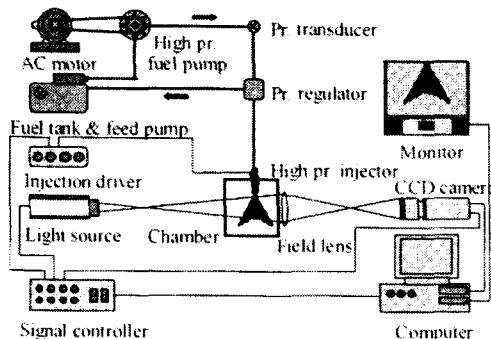 AC motor
High pr.
fuel pump
Pr. transducer
Pr. regulator
Fuel tank & feed pump
Monitor
High pr. injector
Injection driver
CCD camera
Light source
Chamber
Field lens
Signal controller
Computer